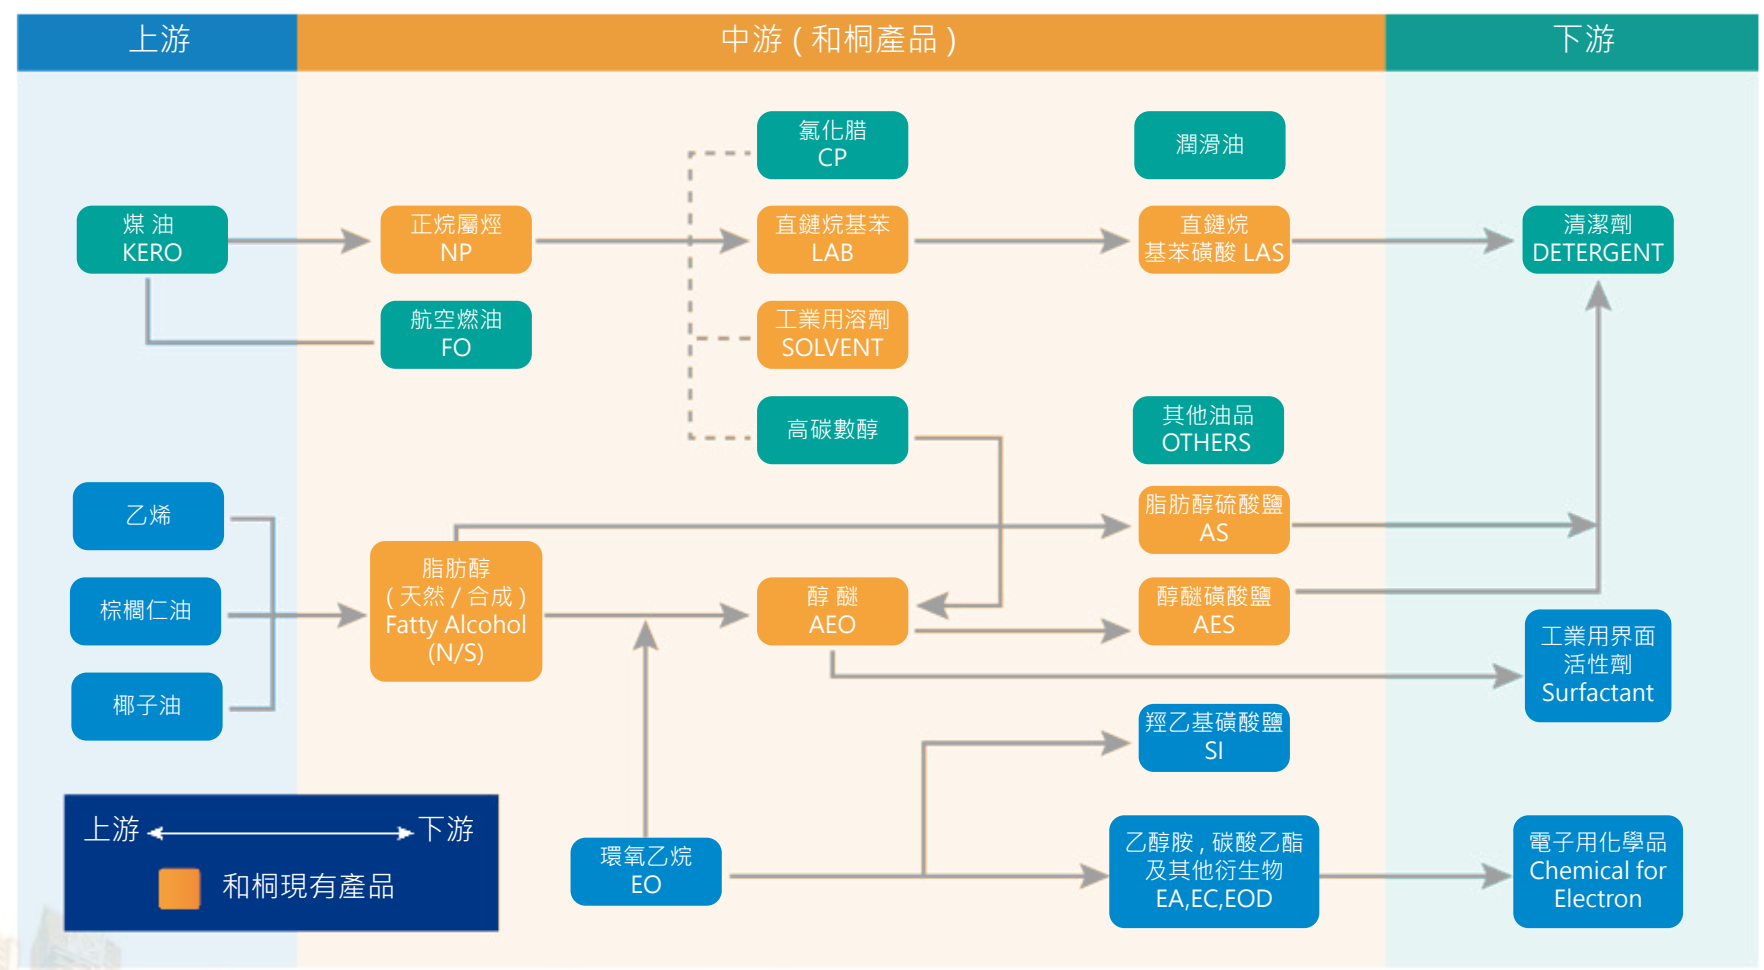 上游
中游 ( 和桐產品 )
下游
氯化腊
CP
潤滑油
煤 油
KERO
正烷屬烴
NP
直鏈烷基苯
LAB
直鏈烷
基苯磺酸 LAS
清潔劑
DETERGENT
航空燃油
FO
工業用溶劑
SOLVENT
高碳數醇
其他油品
OTHERS
乙烯
脂肪醇硫酸鹽
AS
棕櫚仁油
脂肪醇
( 天然 / 合成 )
Fatty Alcohol
(N/S)
醇 醚
AEO
醇醚磺酸鹽
AES
工業用界面
活性劑
Surfactant
椰子油
羥乙基磺酸鹽
SI
上游
下游
和桐現有產品
環氧乙烷
EO
乙醇胺 , 碳酸乙酯
及其他衍生物
EA,EC,EOD
電子用化學品
Chemical for
Electron